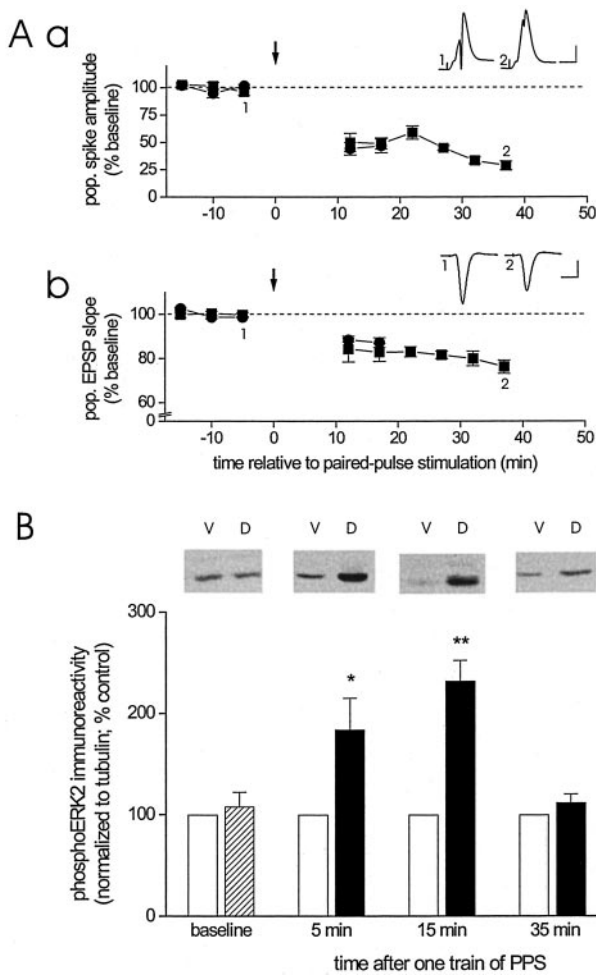 A a
pop. spike amplitude
(% baseline)
100
75
50
25
0
1
2
1
2
-10 0 10 20 30 40 50
b
pop. EPSP slope
(% baseline)
100
80
60
0
1
2
1
2
-10 0 10 20 30 40 50
time relative to paired-pulse stimulation (min)
B
V D V D V D V D
phosphoERK2 immunoreactivity
(normalized to tubulin; % control)
300
200
100
0
*
**
baseline 5 min 15 min 35 min
time after one train of PPS